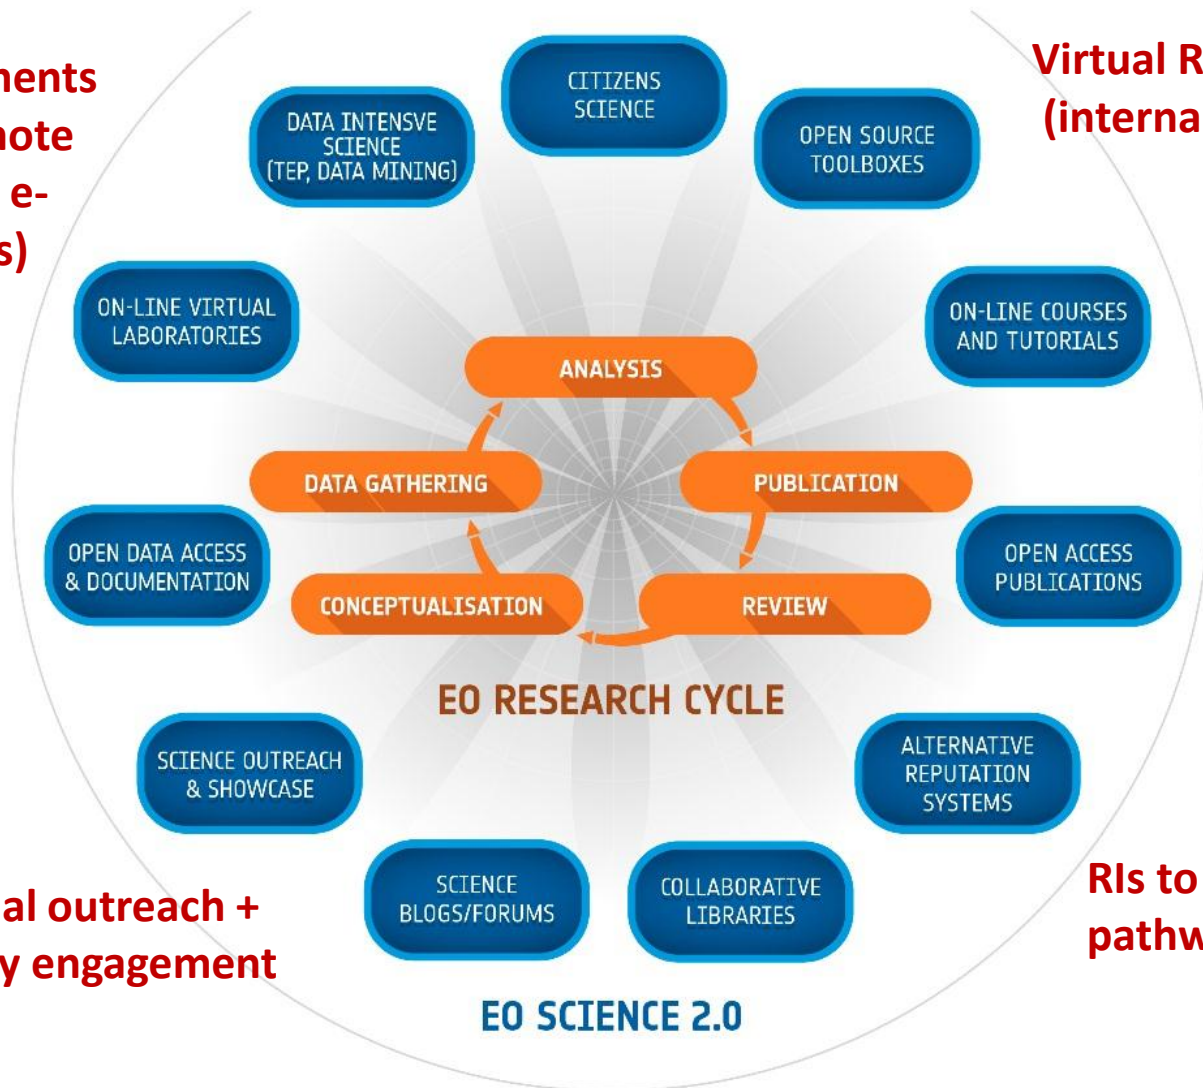 ments
note
e-
s)
Virtual R
(interna
CITIZENS
SCIENCE
DATA INTENSVE
SCIENCE
(TEP, DATA MINING)
OPEN SOURCE
TOOLBOXES
ON-LINE VIRTUAL
LABORATORIES
ON-LINE COURSES
AND TUTORIALS
ANALYSIS
DATA GATHERING
PUBLICATION
OPEN DATA ACCESS
& DOCUMENTATION
OPEN ACCESS
PUBLICATIONS
CONCEPTUALISATION
REVIEW
EO RESEARCH CYCLE
SCIENCE OUTREACH
& SHOWCASE
ALTERNATIVE
REPUTATION
SYSTEMS
SCIENCE
BLOGS/FORUMS
COLLABORATIVE
LIBRARIES
al outreach +
y engagement
RIs to
pathw
EO SCIENCE 2.0